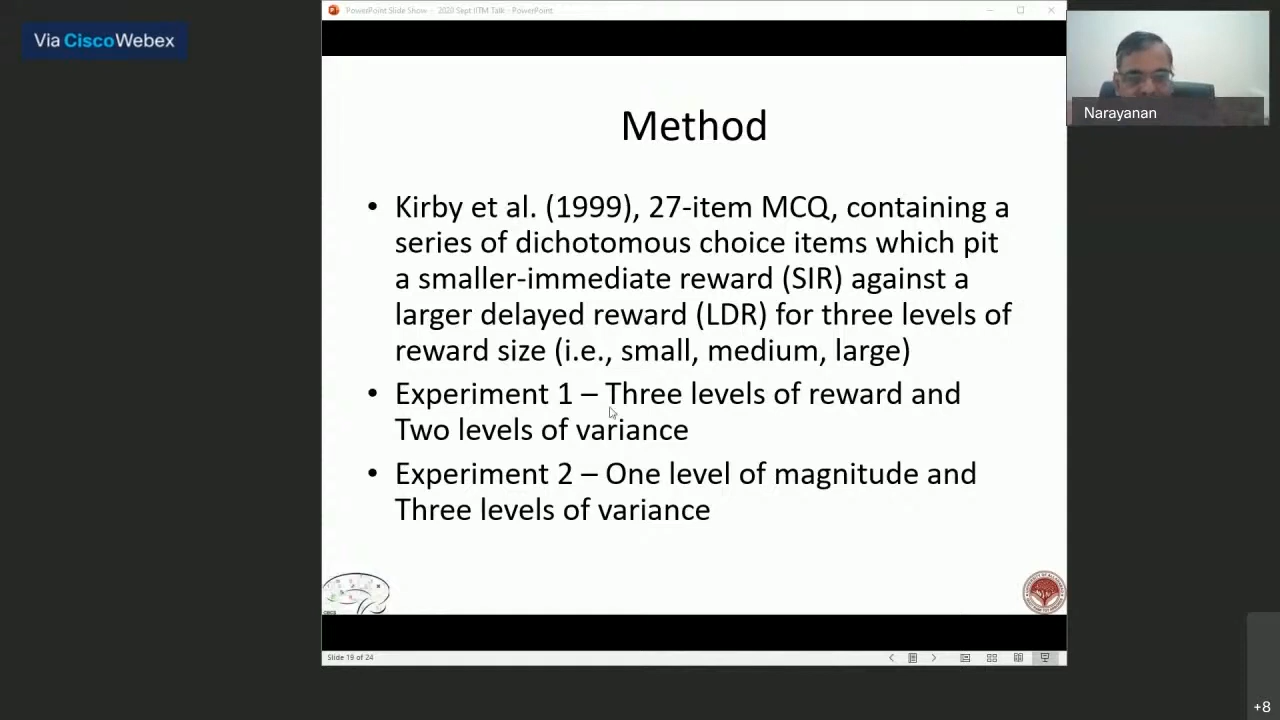 PowerPoint Slide Show - 2020 Sept IITM Talk - PowerPoint
Via CiscoWebex
Narayanan
Method
• Kirby et al. (1999), 27-item MCQ, containing a
series of dichotomous choice items which pit
a smaller-immediate reward (SIR) against a
larger delayed reward (LDR) for three levels of
reward size (i.e., small, medium, large)
• Experiment 1 – Three levels of reward and
Two levels of variance
• Experiment 2 – One level of magnitude and
Three levels of variance
Slide 19 of 24
+8